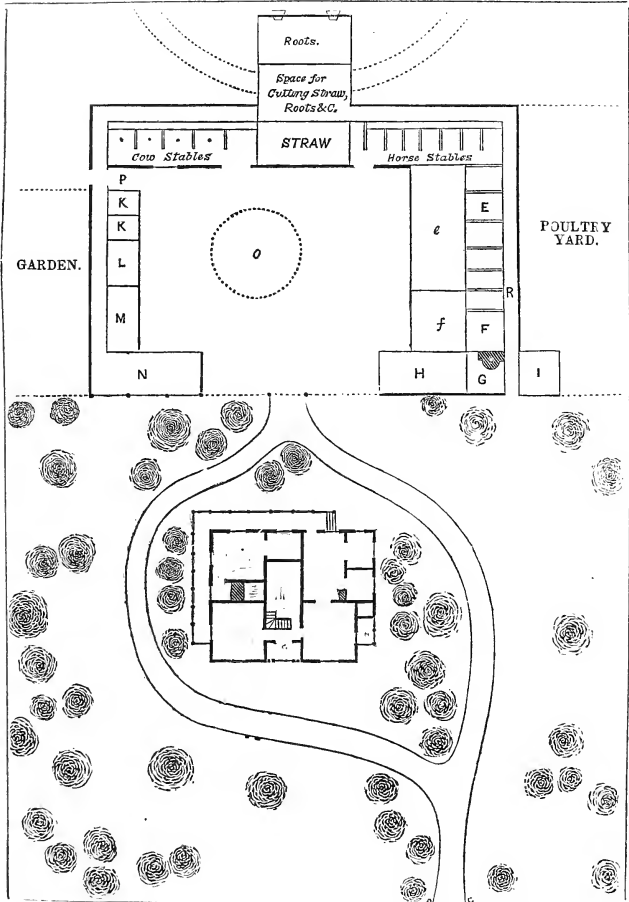 Roots.
Space for
Cutting Straw,
Roots & C.
STRAW
Cow Stables
Horse Stables
P
K
K
L
M
N
O
e
f
E
F
R
H
G
I
GARDEN.
POULTRY
YARD.